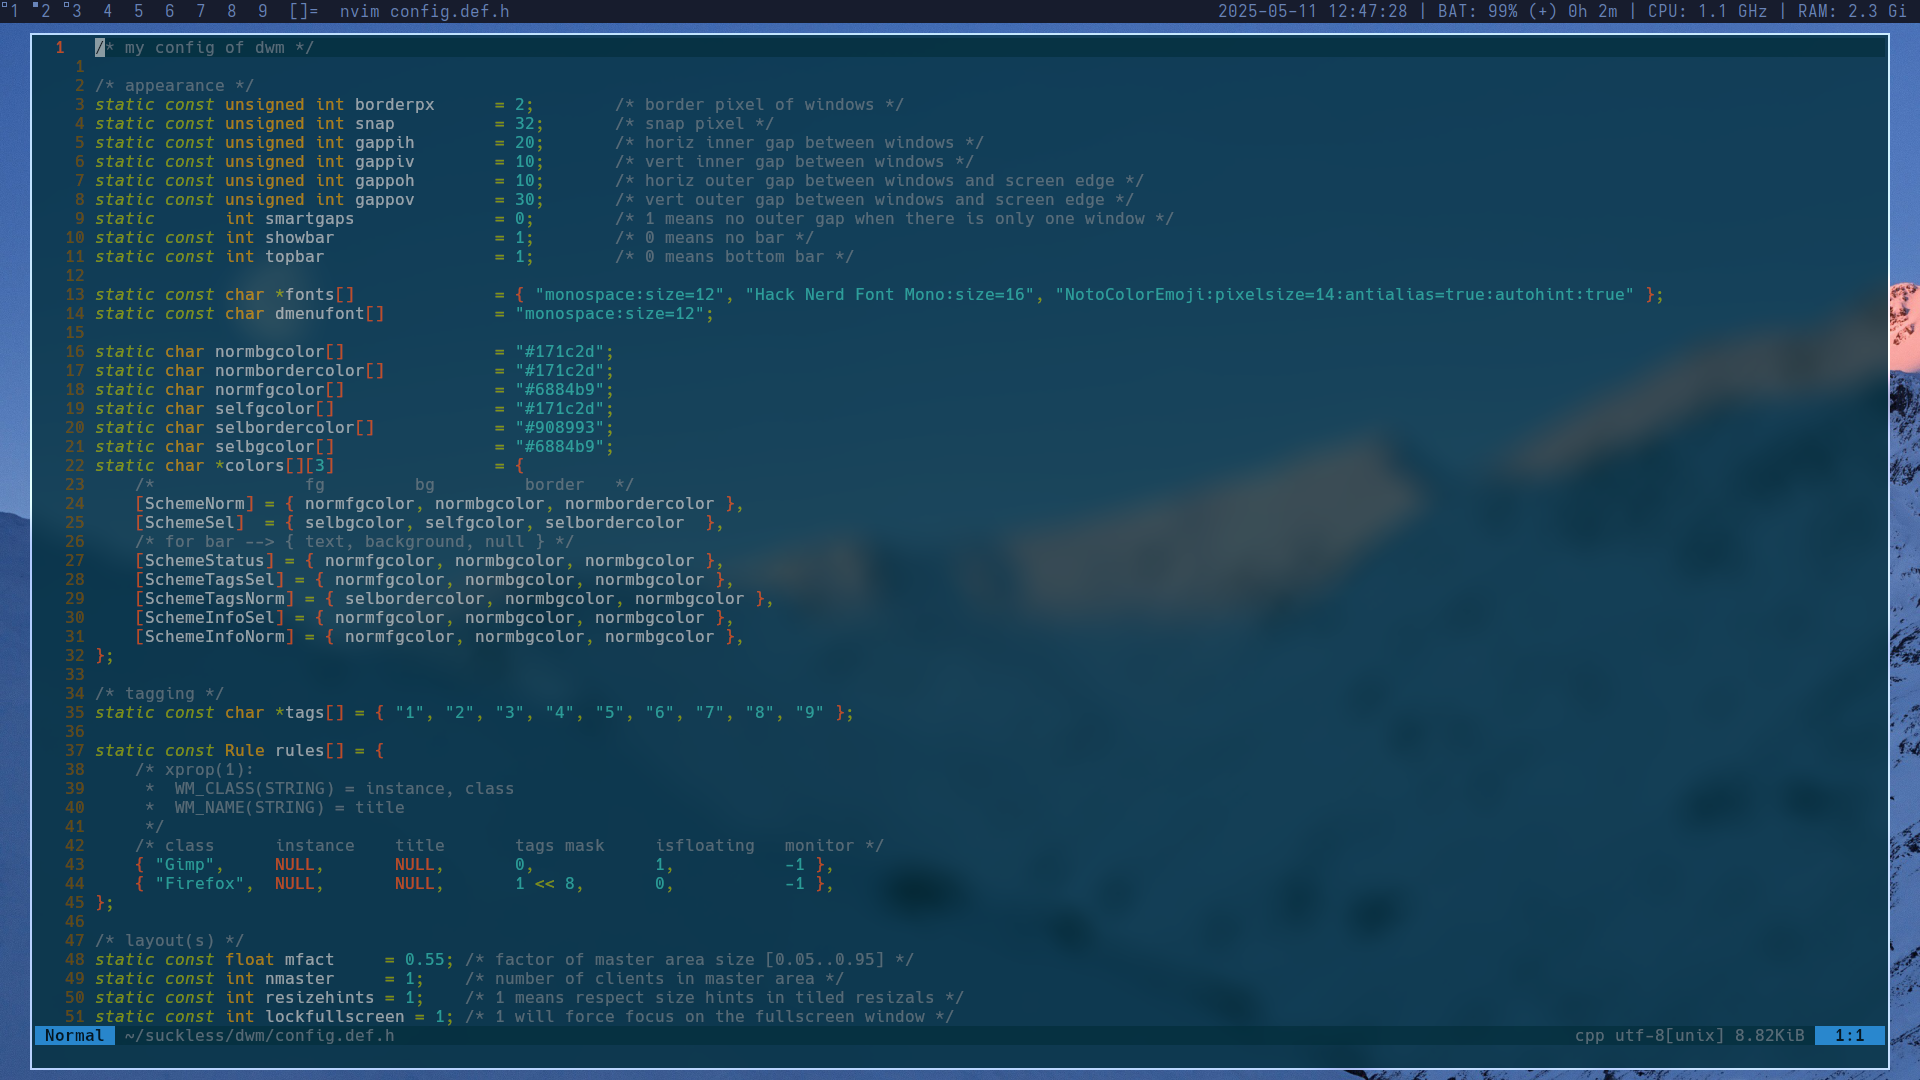 1 2 3 4 5 6 7 8 9 []= nvim config.def.h 2025-05-11 12:47:28 | BAT: 99% (+) 0h 2m | CPU: 1.1 GHz | RAM: 2.3 Gi
1 /* my config of dwm */
1
2 /* appearance */
3 static const unsigned int borderpx      = 2;        /* border pixel of windows */
4 static const unsigned int snap          = 32;       /* snap pixel */
5 static const unsigned int gappih        = 20;       /* horiz inner gap between windows */
6 static const unsigned int gappiv        = 10;       /* vert inner gap between windows */
7 static const unsigned int gappoh        = 10;       /* horiz outer gap between windows and screen edge */
8 static const unsigned int gappov        = 30;       /* vert outer gap between windows and screen edge */
9 static       int smartgaps              = 0;        /* 1 means no outer gap when there is only one window */
10 static const int showbar                = 1;        /* 0 means no bar */
11 static const int topbar                 = 1;        /* 0 means bottom bar */
12
13 static const char *fonts[]              = { "monospace:size=12", "Hack Nerd Font Mono:size=16", "NotoColorEmoji:pixelsize=14:antialias=true:autohint:true" };
14 static const char dmenufont[]           = "monospace:size=12";
15
16 static char normbgcolor[]               = "#171c2d";
17 static char normbordercolor[]           = "#171c2d";
18 static char normfgcolor[]               = "#6884b9";
19 static char selfgcolor[]                = "#171c2d";
20 static char selbordercolor[]            = "#908993";
21 static char selbgcolor[]                = "#6884b9";
22 static char *colors[][3]                = {
23     /*               fg         bg         border   */
24     [SchemeNorm] = { normfgcolor, normbgcolor, normbordercolor },
25     [SchemeSel]  = { selbgcolor, selfgcolor, selbordercolor  },
26     /* for bar --> { text, background, null } */
27     [SchemeStatus] = { normfgcolor, normbgcolor, normbgcolor },
28     [SchemeTagsSel] = { normfgcolor, normbgcolor, normbgcolor },
29     [SchemeTagsNorm] = { selbordercolor, normbgcolor, normbgcolor },
30     [SchemeInfoSel] = { normfgcolor, normbgcolor, normbgcolor },
31     [SchemeInfoNorm] = { normfgcolor, normbgcolor, normbgcolor },
32 };
33
34 /* tagging */
35 static const char *tags[] = { "1", "2", "3", "4", "5", "6", "7", "8", "9" };
36
37 static const Rule rules[] = {
38     /* xprop(1):
39      *  WM_CLASS(STRING) = instance, class
40      *  WM_NAME(STRING) = title
41      */
42     /* class      instance    title       tags mask     isfloating   monitor */
43     { "Gimp",     NULL,       NULL,       0,            1,           -1 },
44     { "Firefox",  NULL,       NULL,       1 << 8,       0,           -1 },
45 };
46
47 /* layout(s) */
48 static const float mfact     = 0.55; /* factor of master area size [0.05..0.95] */
49 static const int nmaster     = 1;    /* number of clients in master area */
50 static const int resizehints = 1;    /* 1 means respect size hints in tiled resizals */
51 static const int lockfullscreen = 1; /* 1 will force focus on the fullscreen window */
Normal ~/suckless/dwm/config.def.h cpp utf-8[unix] 8.82KiB 1:1